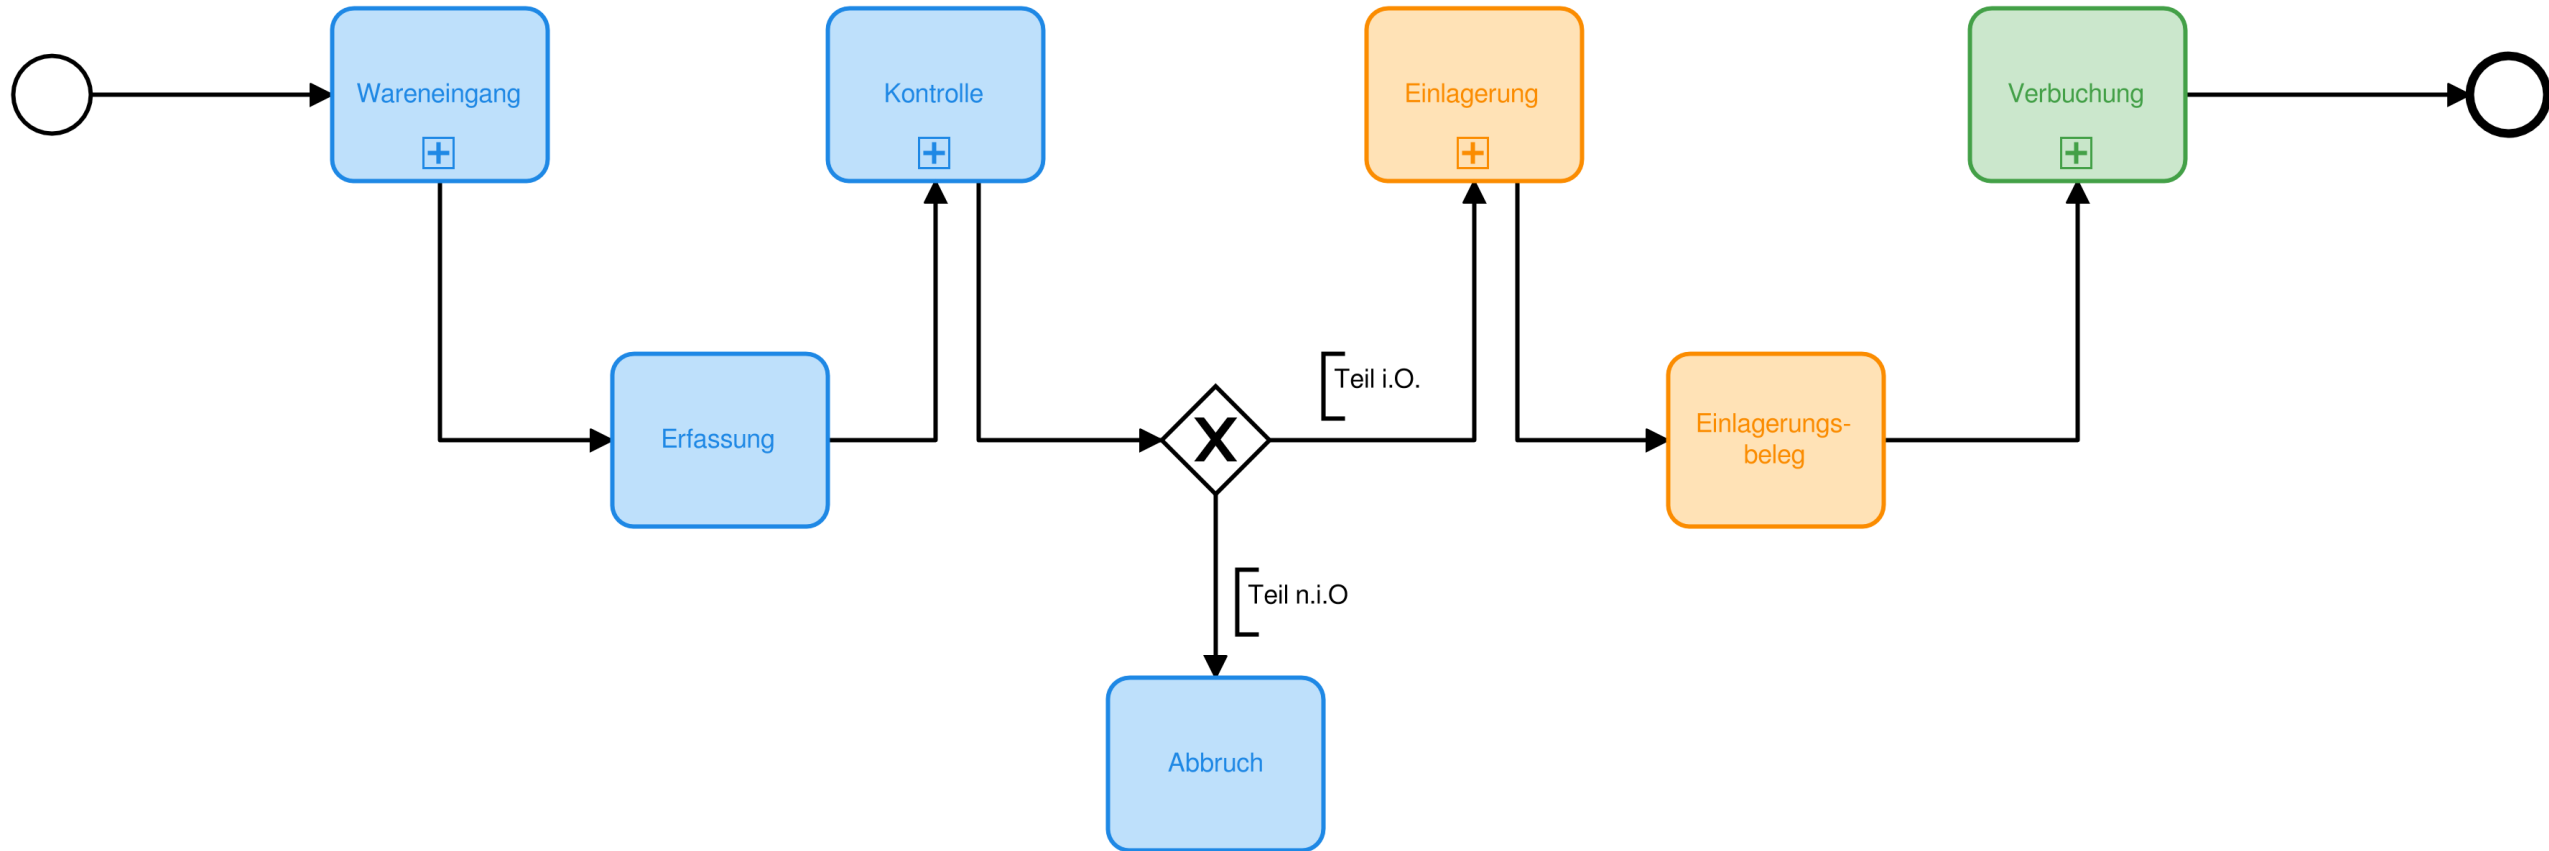 Wareneingang
Kontrolle
Einlagerung
Verbuchung
Teil i.O.
Erfassung
Einlagerungs-
beleg
Teil n.i.O
Abbruch